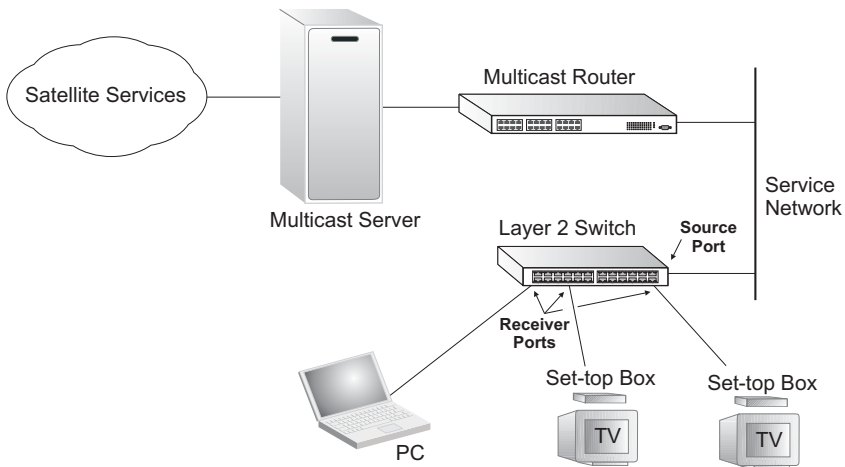 Satellite Services
Multicast Server
Multicast Router
Service
Network
Layer 2 Switch
Source
Port
Receiver
Ports
PC
Set-top Box
TV
Set-top Box
TV